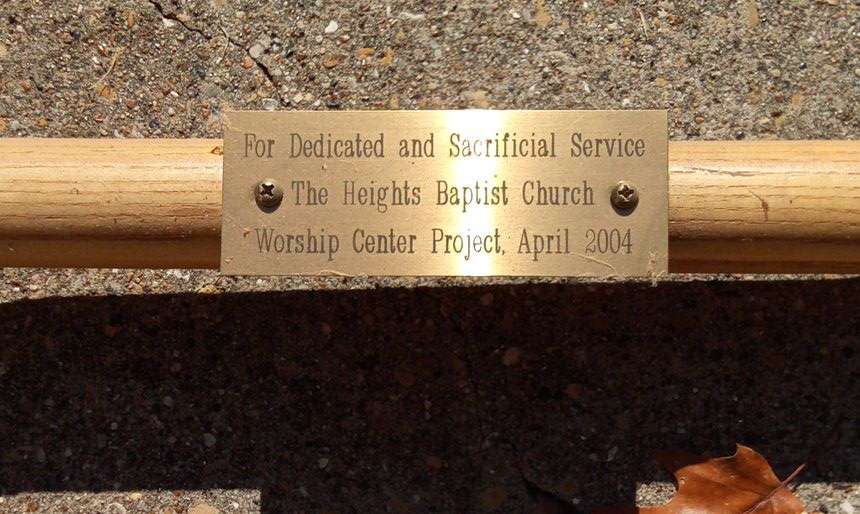 For Dedicated and Sacrificial Service
The Heights Baptist Church
Worship Center Project, April 2004